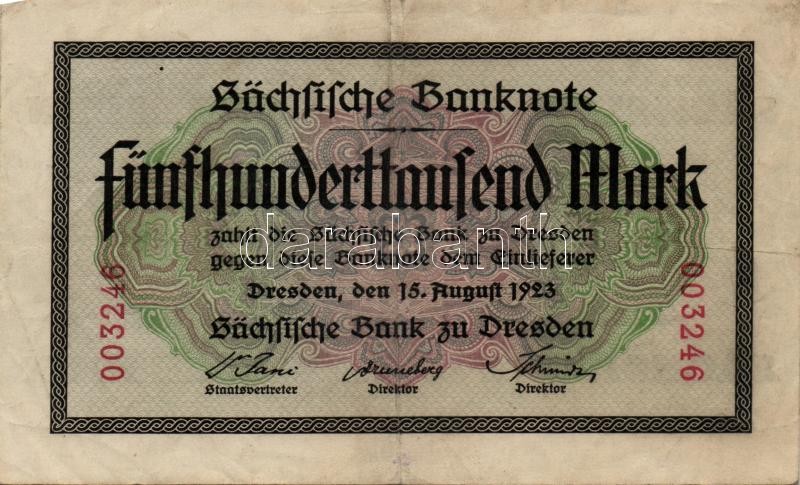 Sächsische Banknote
Fünfhunderttausend Mark
zahlt die Sächsische Bank zu Dresden
darabanth
gegen diese Banknote dem Einlieferer
003246
003246
Dresden, den 15. August 1923
Sächsische Bank zu Dresden
Staatsvertreter Direktor Direktor